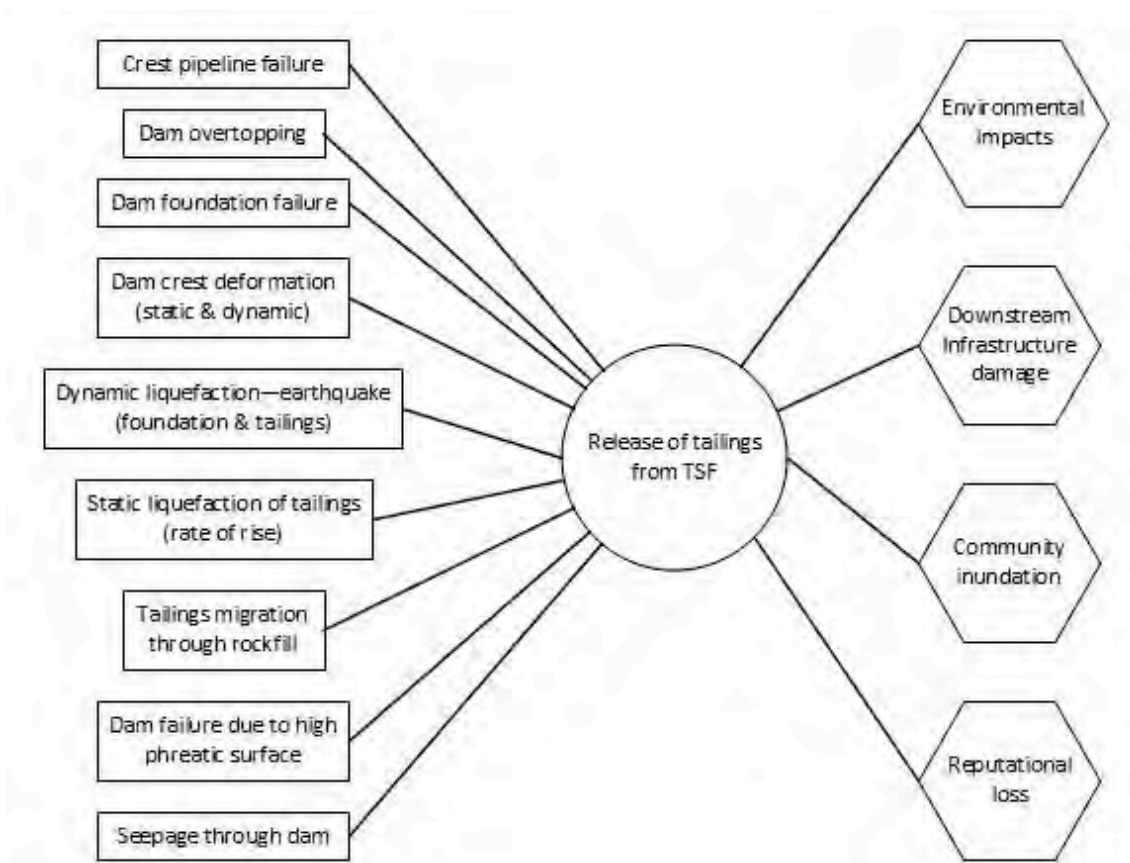 Crest pipeline failure
Dam overtopping
Dam foundation failure
Dam crest deformation
(static & dynamic)
Dynamic liquefaction—earthquake
(foundation & tailings)
Static liquefaction of tailings
(rate of rise)
Tailings migration
through rockfill
Dam failure due to high
phreatic surface
Seepage through dam
Release of tailings
from TSF
Environmental
impacts
Downstream
Infrastructure
damage
Community
inundation
Reputational
loss